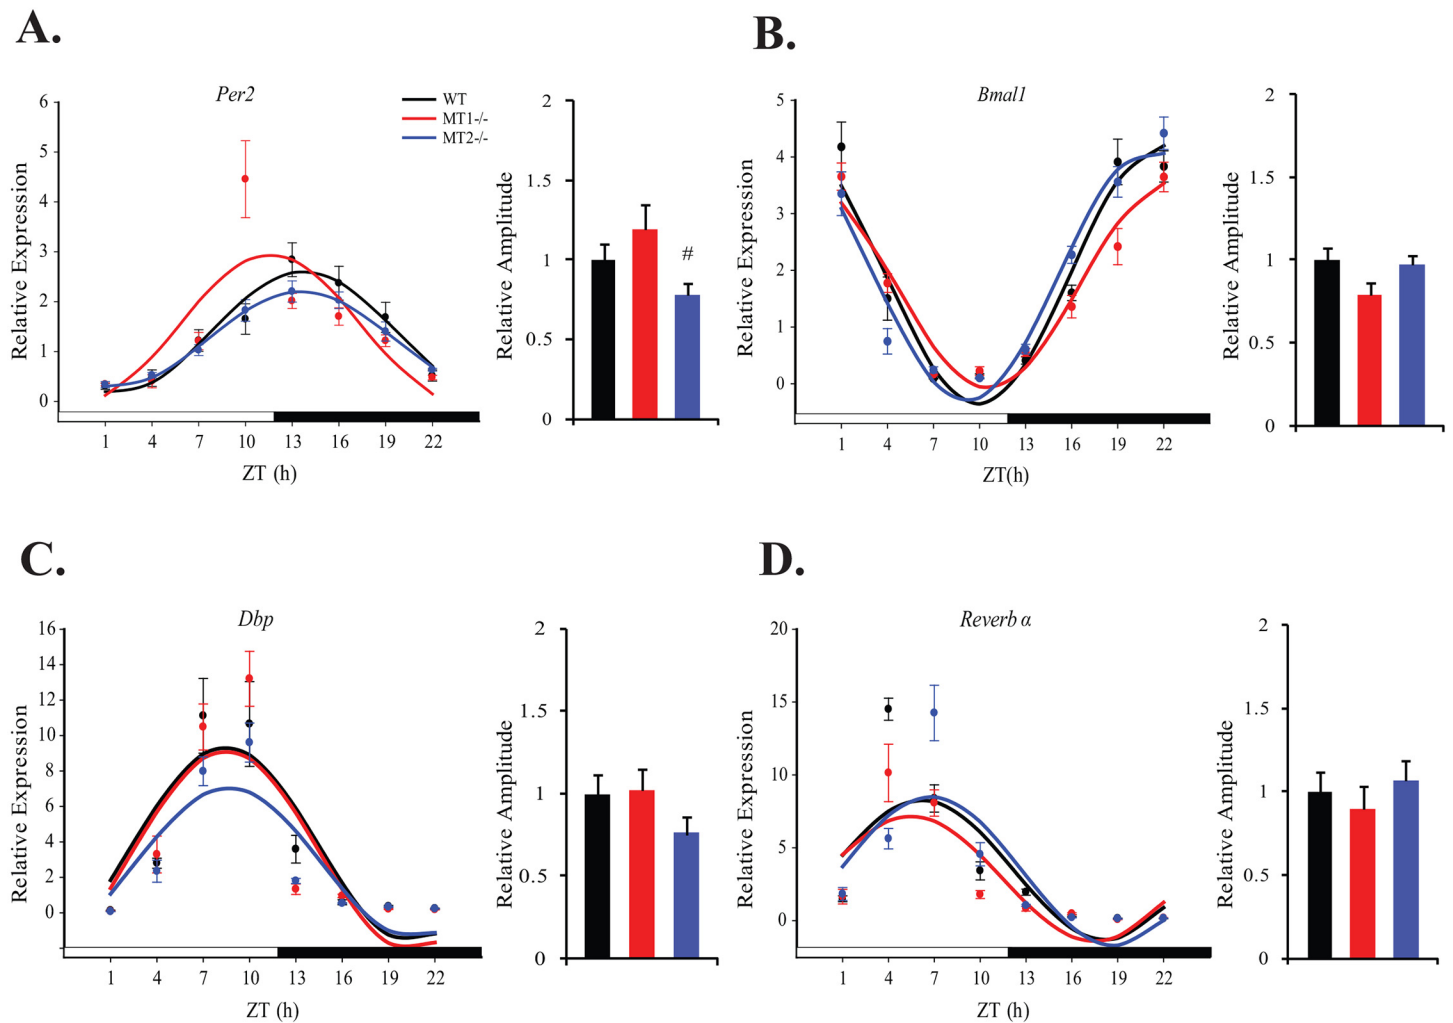 A.
Per2
WT
MT1-/-
MT2-/-
Relative Expression
6
5
4
3
2
1
0
1 4 7 10 13 16 19 22
ZT (h)
Relative Amplitude
2
1.5
1
0.5
0
#
B.
Bmal1
Relative Expression
5
4
3
2
1
0
1 4 7 10 13 16 19 22
ZT(h)
Relative Amplitude
2
1.5
1
0.5
0
C.
Dbp
Relative Expression
16
14
12
10
8
6
4
2
0
1 4 7 10 13 16 19 22
ZT (h)
Relative Amplitude
2
1.5
1
0.5
0
D.
Reverb α
Relative Expression
20
15
10
5
0
1 4 7 10 13 16 19 22
ZT (h)
Relative Amplitude
2
1.5
1
0.5
0